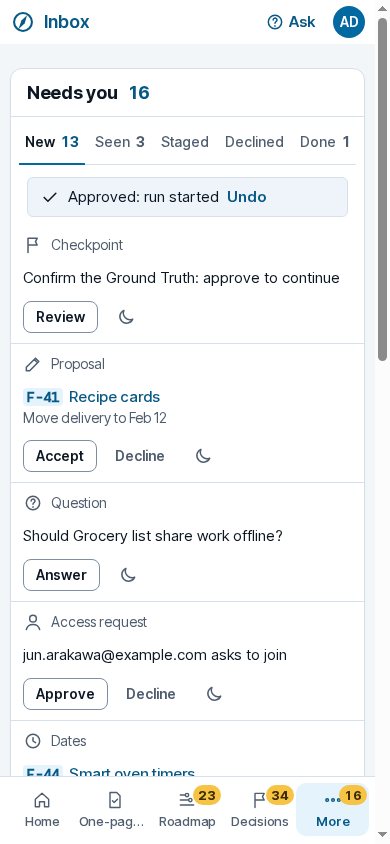 Inbox
Ask
AD
Needs you 16
New 13 Seen 3 Staged Declined Done 1
Approved: run started Undo
Checkpoint
Confirm the Ground Truth: approve to continue
Review
Proposal
F-41 Recipe cards
Move delivery to Feb 12
Accept Decline
Question
Should Grocery list share work offline?
Answer
Access request
jun.arakawa@example.com asks to join
Approve Decline
Dates
F-44 Smart oven timers
23 34 16
Home One-pag... Roadmap Decisions More